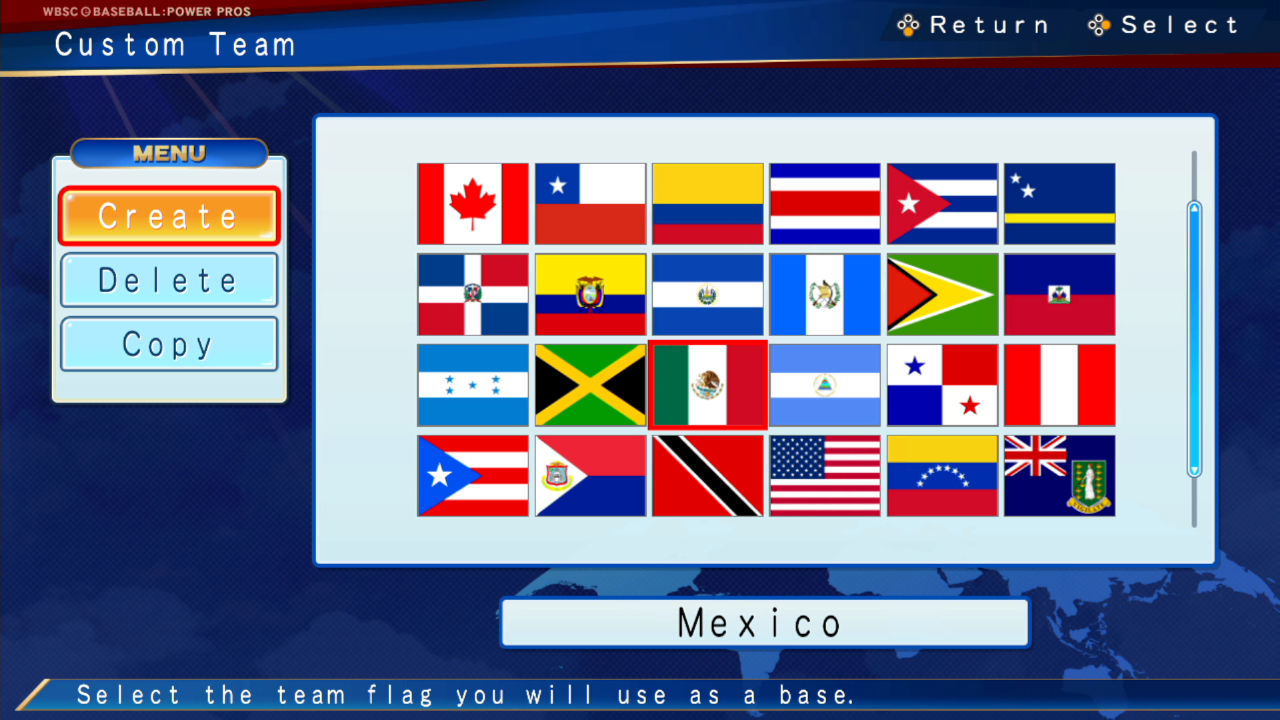 WBSC BASEBALL:POWER PROS
Custom Team
Return
Select
MENU
Create
Delete
Copy
Mexico
Select the team flag you will use as a base.